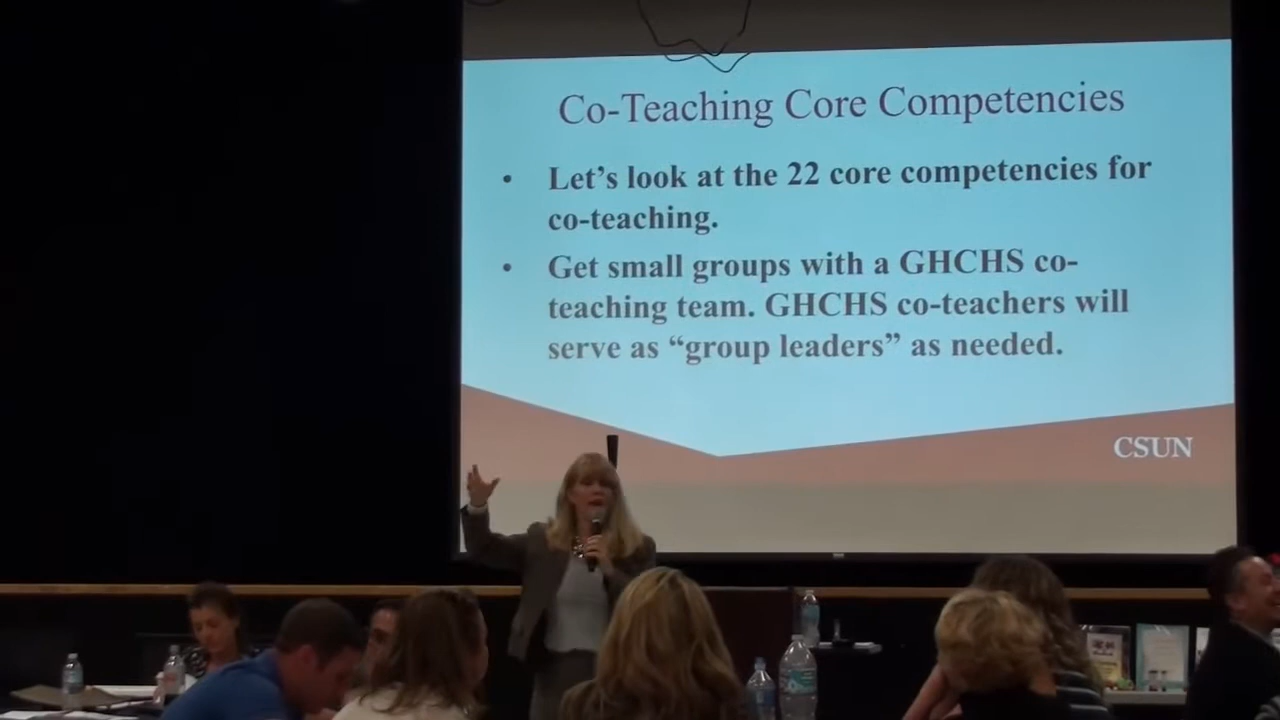 Co-Teaching Core Competencies
• Let's look at the 22 core competencies for
co-teaching.
• Get small groups with a GHCHS co-
teaching team. GHCHS co-teachers will
serve as “group leaders” as needed.
CSUN